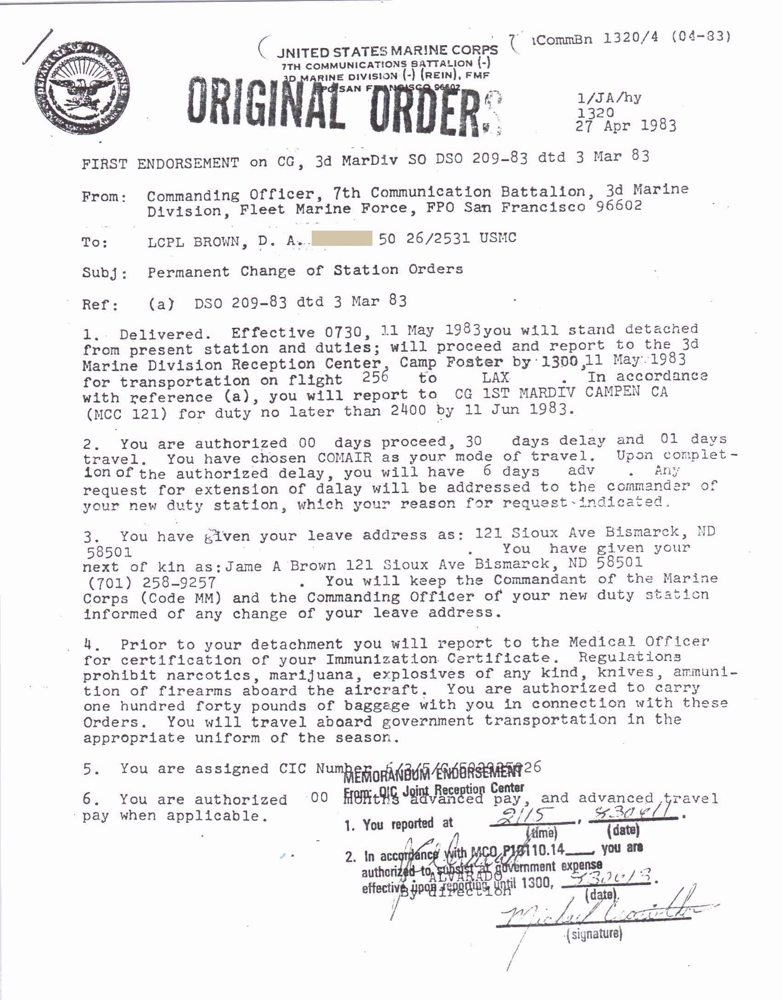 CommBn 1320/4 (04-83)
UNITED STATES MARINE CORPS
7TH COMMUNICATIONS BATTALION (-)
3D MARINE DIVISION (-) (REIN), FMF
FPO SAN FRANCISCO 96602
ORIGINAL ORDERS
1/JA/hy
1320
27 Apr 1983
FIRST ENDORSEMENT on CG, 3d MarDiv SO DSO 209-83 dtd 3 Mar 83
From: Commanding Officer, 7th Communication Battalion, 3d Marine
Division, Fleet Marine Force, FPO San Francisco 96602
To: LCPL BROWN, D. A. 50 26/2531 USMC
Subj: Permanent Change of Station Orders
Ref: (a) DSO 209-83 dtd 3 Mar 83
1. Delivered. Effective 0730, 11 May 1983you will stand detached
from present station and duties; will proceed and report to the 3d
Marine Division Reception Center, Camp Foster by 1300,11 May 1983
for transportation on flight 256 to LAX . In accordance
with reference (a), you will report to CG 1ST MARDIV CAMPEN CA
(MCC 121) for duty no later than 2400 by 11 Jun 1983.
2. You are authorized 00 days proceed, 30 days delay and 01 days
travel. You have chosen COMAIR as your mode of travel. Upon complet-
ion of the authorized delay, you will have 6 days adv . Any
request for extension of dalay will be addressed to the commander of
your new duty station, which your reason for request indicated.
3. You have given your leave address as: 121 Sioux Ave Bismarck, ND
58501 . You have given your
next of kin as:Jame A Brown 121 Sioux Ave Bismarck, ND 58501
(701) 258-9257 . You will keep the Commandant of the Marine
Corps (Code MM) and the Commanding Officer of your new duty station
informed of any change of your leave address.
4. Prior to your detachment you will report to the Medical Officer
for certification of your Immunization Certificate. Regulations
prohibit narcotics, marijuana, explosives of any kind, knives, ammuni-
tion of firearms aboard the aircraft. You are authorized to carry
one hundred forty pounds of baggage with you in connection with these
Orders. You will travel aboard government transportation in the
appropriate uniform of the season.
5. You are assigned CIC Number
MEMORANDUM ENDORSEMENT
From: OIC Joint Reception Center
6. You are authorized 00 months advanced pay, and advanced travel
pay when applicable.
1. You reported at 2115, .
(time) (date)
2. In accordance with MCO P10110.14 , you are
authorized to subsist at government expense
ALVARADO
effective upon reporting, until 1300, 830613.
By direction
(date)
Michael
(signature)